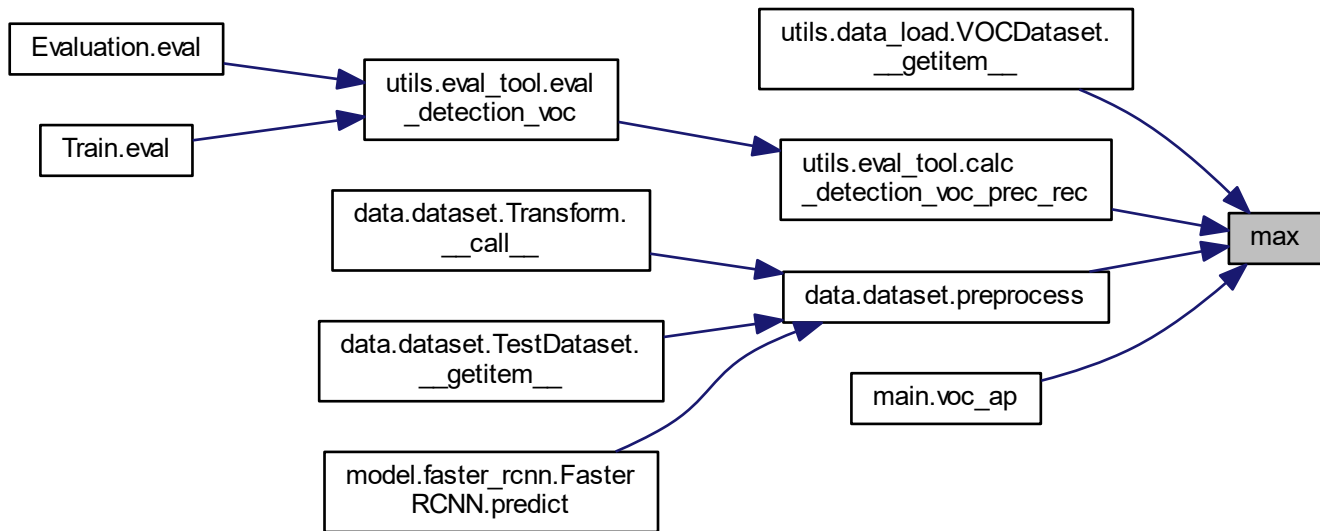 Evaluation.eval
Train.eval
utils.eval_tool.eval
_detection_voc
data.dataset.Transform.
__call__
data.dataset.TestDataset.
__getitem__
model.faster_rcnn.Faster
RCNN.predict
utils.data_load.VOCDataset.
__getitem__
utils.eval_tool.calc
_detection_voc_prec_rec
data.dataset.preprocess
main.voc_ap
max